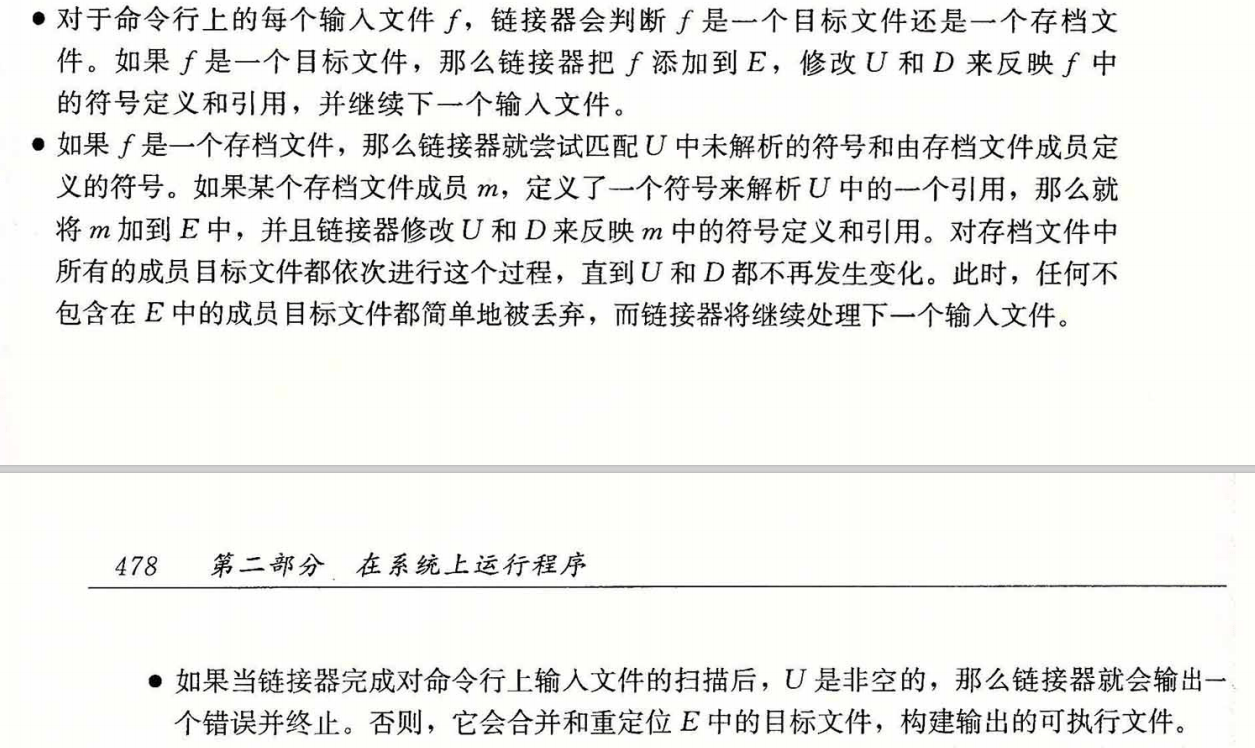 ● 对于命令行上的每个输入文件 f，链接器会判断 f 是一个目标文件还是一个存档文
件。如果 f 是一个目标文件，那么链接器把 f 添加到 E，修改 U 和 D 来反映 f 中
的符号定义和引用，并继续下一个输入文件。
● 如果 f 是一个存档文件，那么链接器就尝试匹配 U 中未解析的符号和由存档文件成员定
义的符号。如果某个存档文件成员 m，定义了一个符号来解析 U 中的一个引用，那么就
将 m 加到 E 中，并且链接器修改 U 和 D 来反映 m 中的符号定义和引用。对存档文件中
所有的成员目标文件都依次进行这个过程，直到 U 和 D 都不再发生变化。此时，任何不
包含在 E 中的成员目标文件都简单地被丢弃，而链接器将继续处理下一个输入文件。
478 第二部分 在系统上运行程序
● 如果当链接器完成对命令行上输入文件的扫描后，U 是非空的，那么链接器就会输出一
个错误并终止。否则，它会合并和重定位 E 中的目标文件，构建输出的可执行文件。